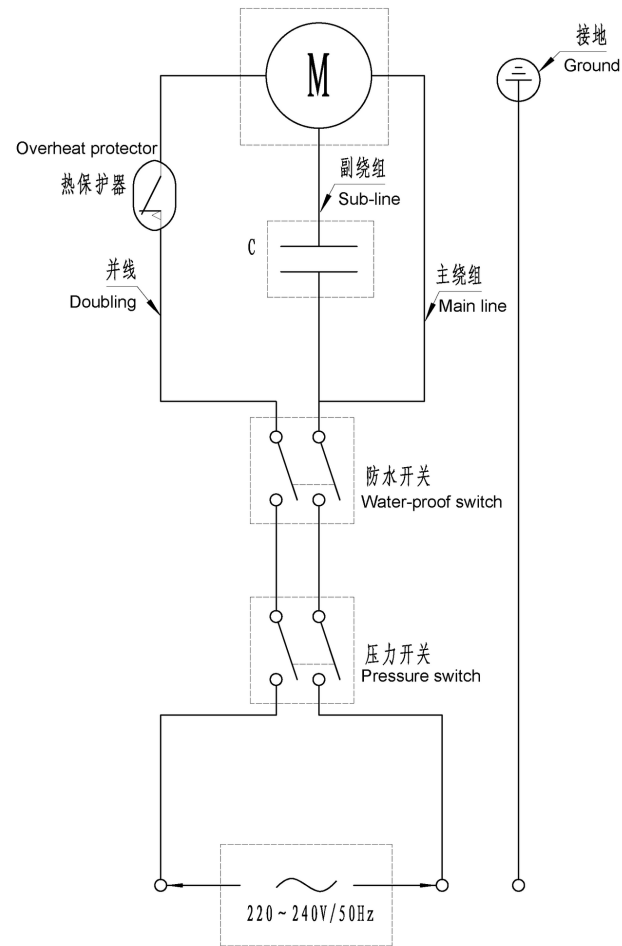 M
接地
Ground
Overheat protector
热保护器
副绕组
Sub-line
C
并线
Doubling
主绕组
Main line
防水开关
Water-proof switch
压力开关
Pressure switch
220～240V/50Hz